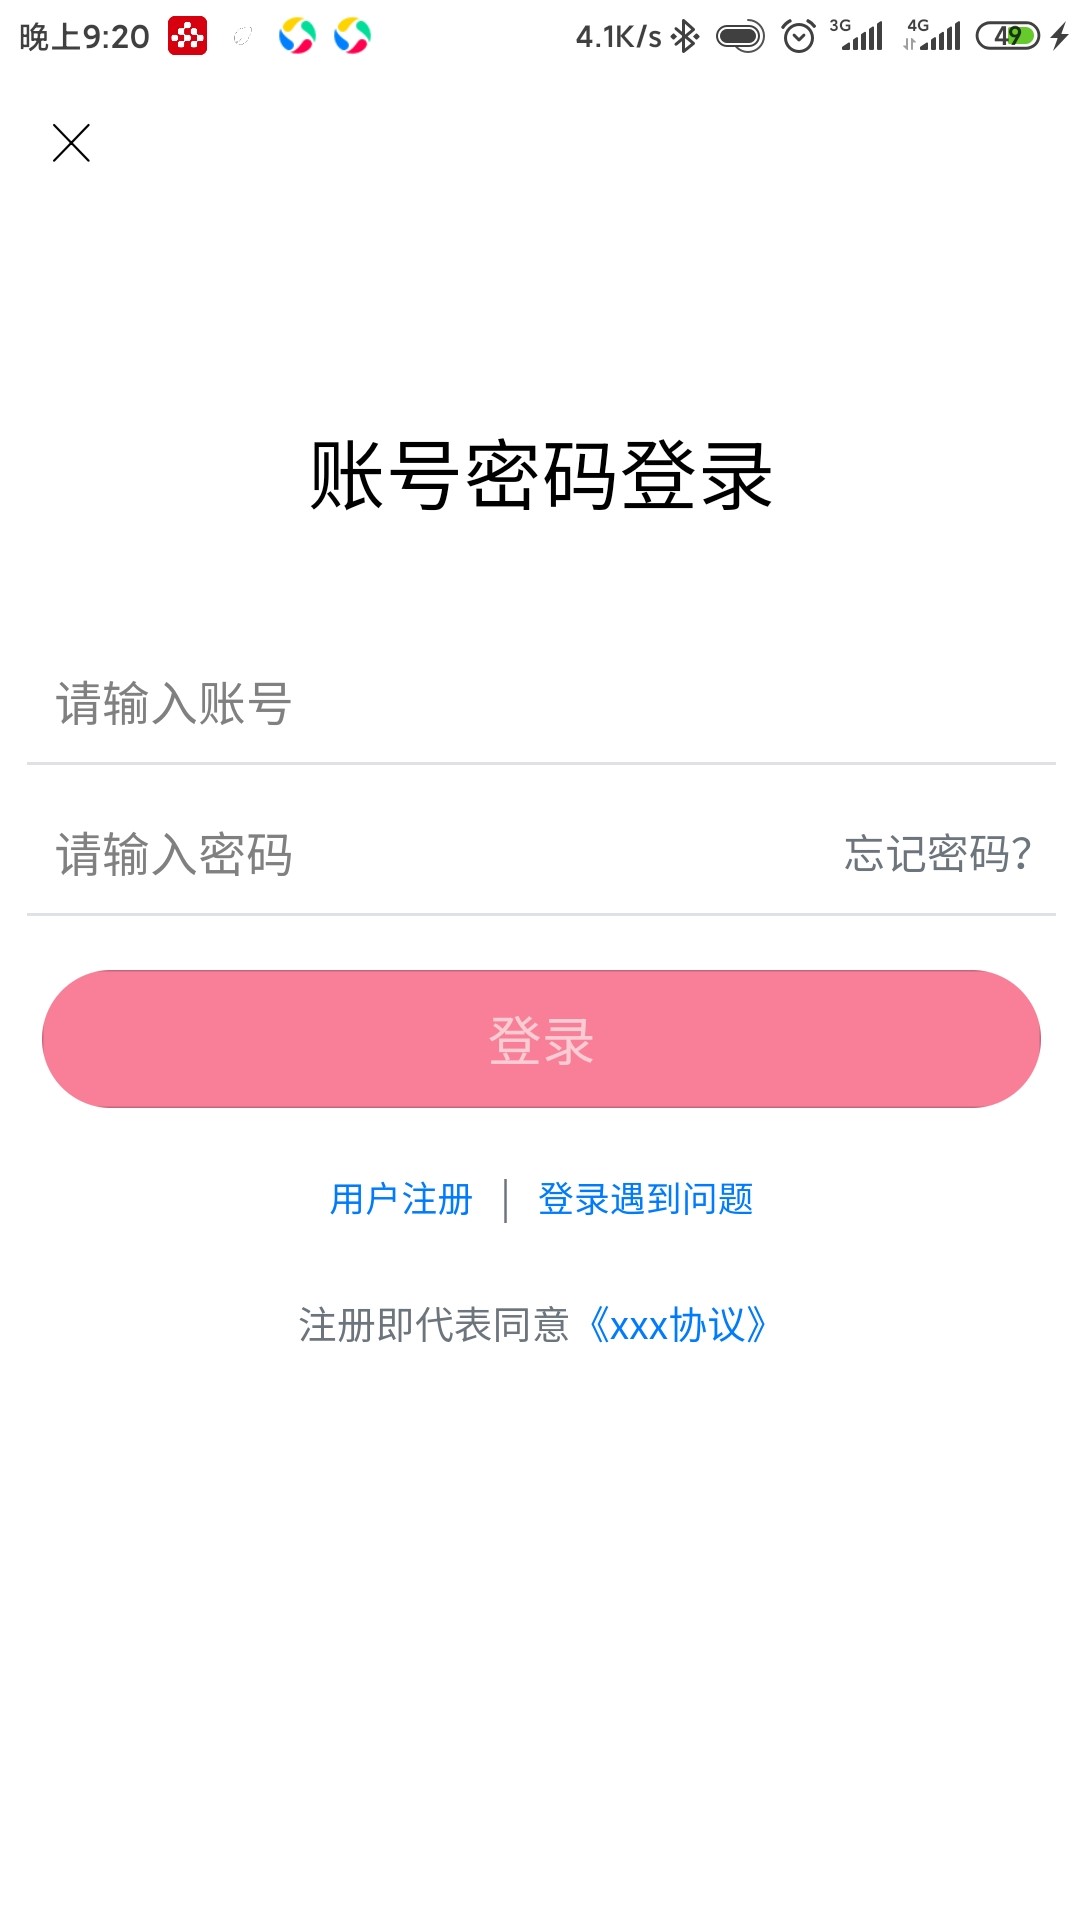 晚上9:20 4.1K/s 3G 4G 49
账号密码登录
请输入账号
请输入密码 忘记密码?
登录
用户注册 | 登录遇到问题
注册即代表同意《xxx协议》